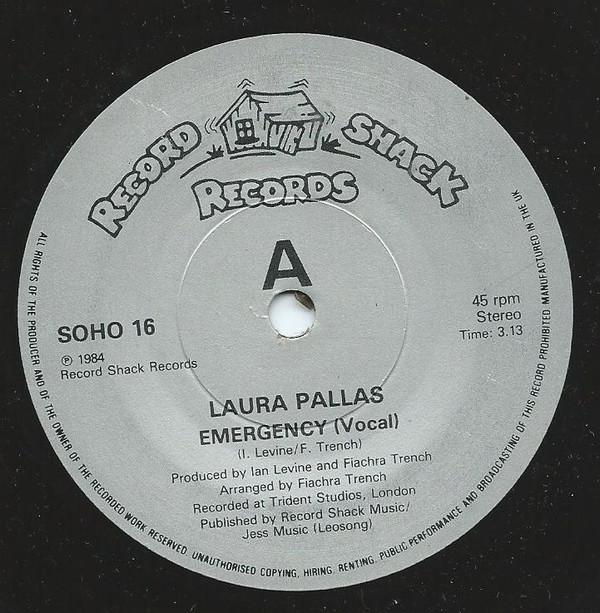 RECORD SHACK
RECORDS
A
SOHO 16
℗ 1984
Record Shack Records
45 rpm
Stereo
Time: 3.13
LAURA PALLAS
EMERGENCY (Vocal)
(I. Levine/F. Trench)
Produced by Ian Levine and Fiachra Trench
Arranged by Fiachra Trench
Recorded at Trident Studios, London
Published by Record Shack Music/
Jess Music (Leosong)
ALL RIGHTS OF THE PRODUCER AND OF THE OWNER OF THE RECORDED WORK RESERVED. UNAUTHORISED COPYING, HIRING, RENTING, PUBLIC PERFORMANCE AND BROADCASTING OF THIS RECORD PROHIBITED MANUFACTURED IN THE UK